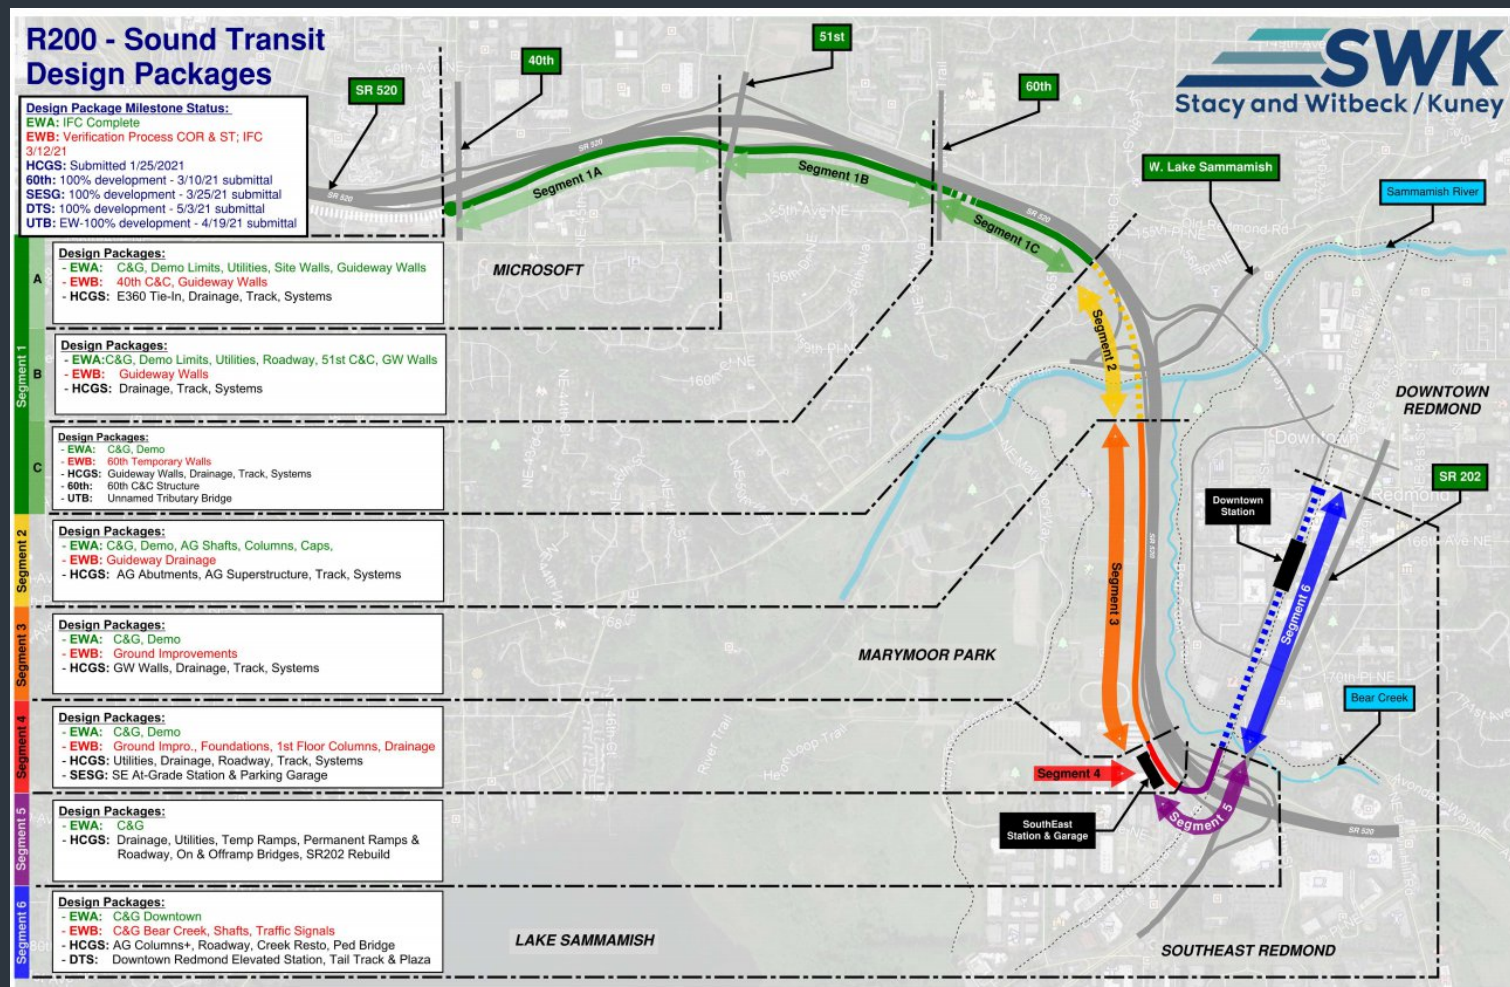 R200 - Sound Transit
Design Packages
Design Package Milestone Status:
EWA: IFC Complete
EWB: Verification Process COR & ST; IFC
3/12/21
HCGS: Submitted 1/25/2021
60th: 100% development - 3/10/21 submittal
SESG: 100% development - 3/25/21 submittal
DTS: 100% development - 5/3/21 submittal
UTB: EW-100% development - 4/19/21 submittal
SR 520
40th
51st
60th
SWK
Stacy and Witbeck / Kuney
W. Lake Sammamish
Sammamish River
SR 520
SR 520
SR 520
Segment 1A
Segment 1B
Segment 1C
MICROSOFT
Segment 1
A
Design Packages:
- EWA: C&G, Demo Limits, Utilities, Site Walls, Guideway Walls
- EWB: 40th C&C, Guideway Walls
- HCGS: E360 Tie-In, Drainage, Track, Systems
B
Design Packages:
- EWA:C&G, Demo Limits, Utilities, Roadway, 51st C&C, GW Walls
- EWB: Guideway Walls
- HCGS: Drainage, Track, Systems
C
Design Packages:
- EWA: C&G, Demo
- EWB: 60th Temporary Walls
- HCGS: Guideway Walls, Drainage, Track, Systems
- 60th: 60th C&C Structure
- UTB: Unnamed Tributary Bridge
Segment 2
Design Packages:
- EWA: C&G, Demo, AG Shafts, Columns, Caps,
- EWB: Guideway Drainage
- HCGS: AG Abutments, AG Superstructure, Track, Systems
Segment 3
Design Packages:
- EWA: C&G, Demo
- EWB: Ground Improvements
- HCGS: GW Walls, Drainage, Track, Systems
Segment 4
Design Packages:
- EWA: C&G, Demo
- EWB: Ground Impro., Foundations, 1st Floor Columns, Drainage
- HCGS: Utilities, Drainage, Roadway, Track, Systems
- SESG: SE At-Grade Station & Parking Garage
Segment 5
Design Packages:
- EWA: C&G
- HCGS: Drainage, Utilities, Temp Ramps, Permanent Ramps &
Roadway, On & Offramp Bridges, SR202 Rebuild
Segment 6
Design Packages:
- EWA: C&G Downtown
- EWB: C&G Bear Creek, Shafts, Traffic Signals
- HCGS: AG Columns+, Roadway, Creek Resto, Ped Bridge
- DTS: Downtown Redmond Elevated Station, Tail Track & Plaza
Segment 2
DOWNTOWN
REDMOND
Downtown
Redmond
SR 202
Downtown
Station
SR 520
Segment 3
Segment 6
MARYMOOR PARK
River Trail
Bear Creek
Segment 4
SouthEast
Station & Garage
Segment 5
SR 520
LAKE SAMMAMISH
SOUTHEAST REDMOND